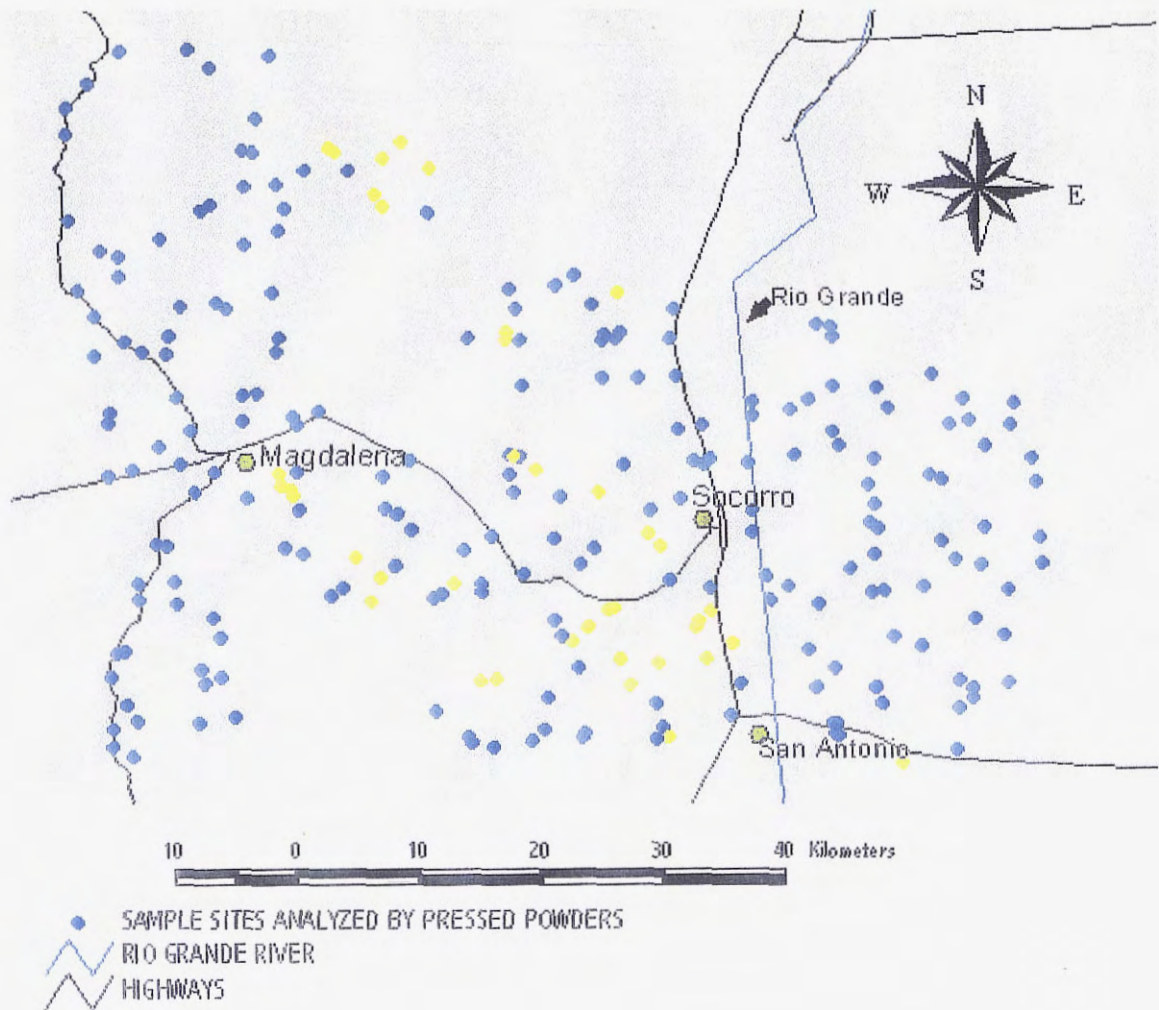 N
W E
S
Rio Grande
Magdalena
Socorro
San Antonio
10 0 10 20 30 40 Kilometers
SAMPLE SITES ANALYZED BY PRESSED POWDERS
RIO GRANDE RIVER
HIGHWAYS